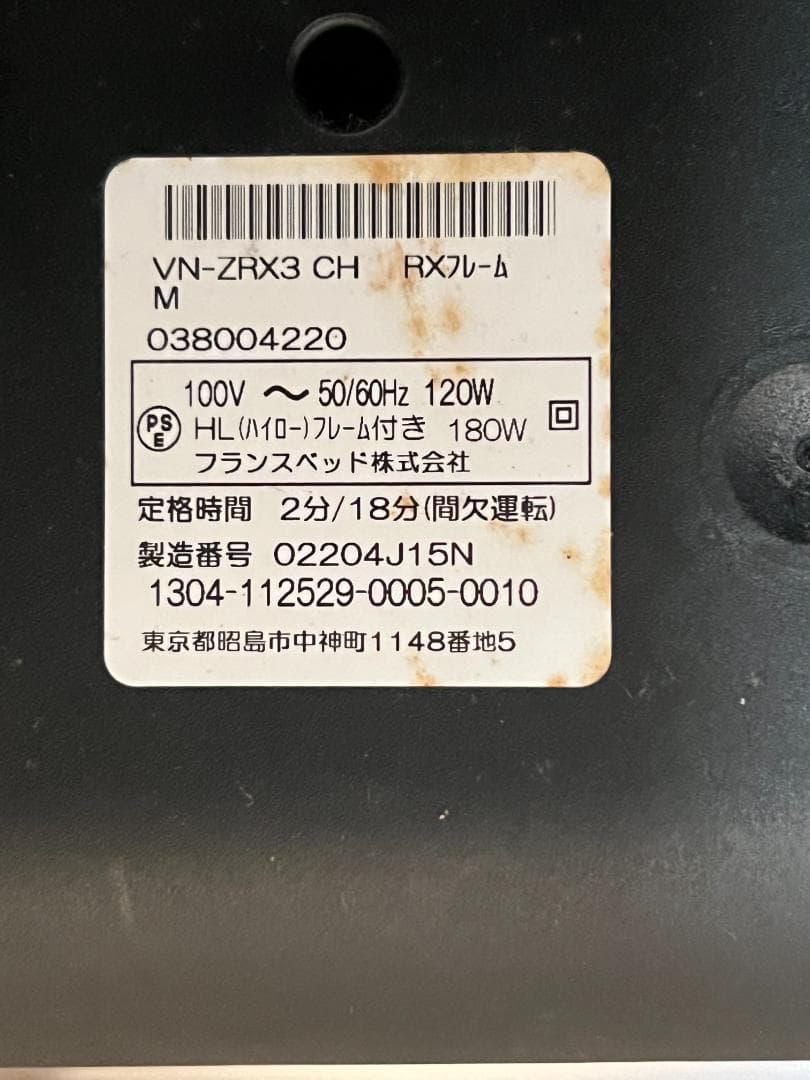 VN-ZRX3 CH RXﾌﾚｰﾑ
M
038004220
100V 〜 50/60Hz 120W
PSE HL(ﾊｲﾛｰ)ﾌﾚｰﾑ付き 180W
フランスベッド株式会社
定格時間 2分/18分(間欠運転)
製造番号 02204J15N
1304-112529-0005-0010
東京都昭島市中神町1148番地5